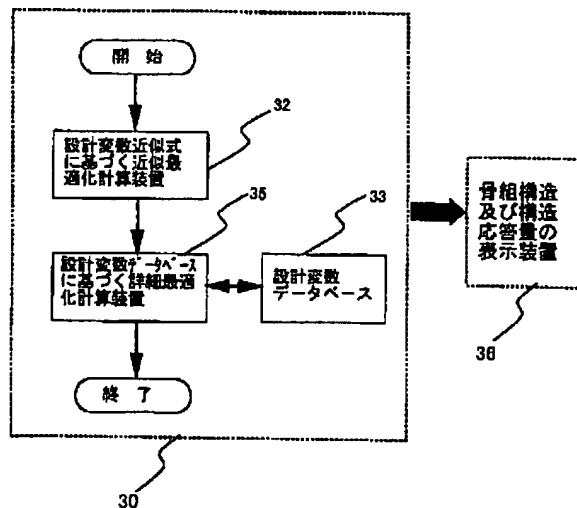 開 始
32
設計変数近似式
に基づく近似最
適化計算装置
35
設計変数データベース
に基づく詳細最適
化計算装置
33
設計変数
データベース
骨組構造
及び構造
応答量の
表示装置
36
終 了
30